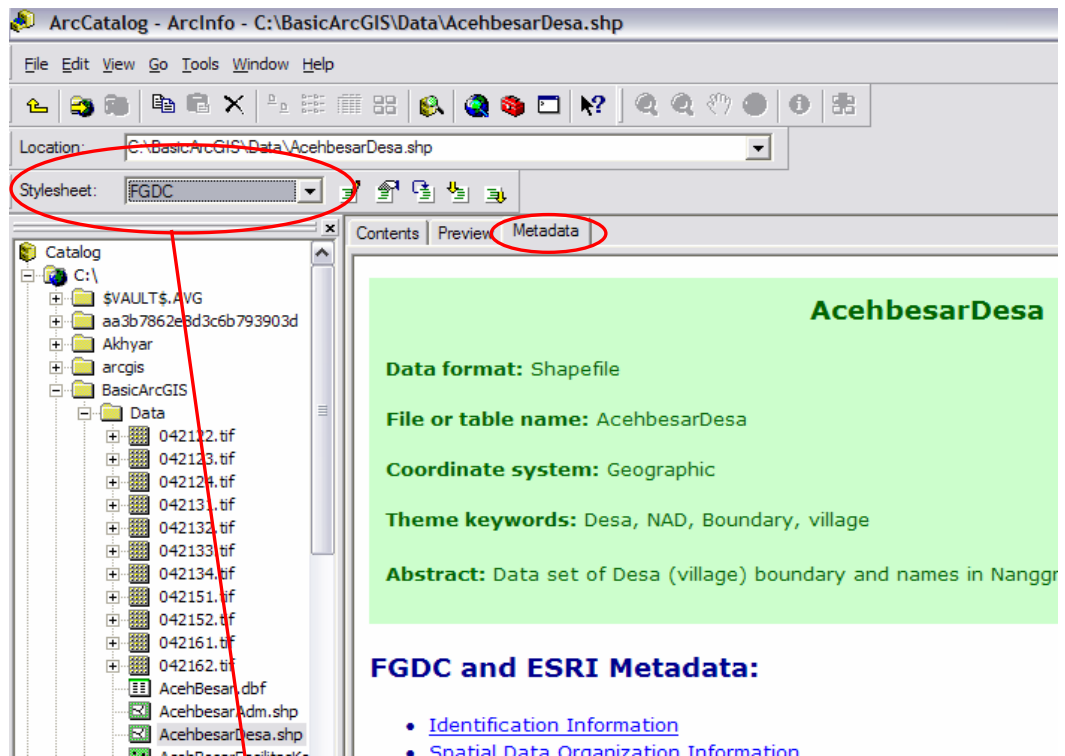 ArcCatalog - ArcInfo - C:\BasicArcGIS\Data\AcehbesarDesa.shp
File Edit View Go Tools Window Help
Location: C:\BasicArcGIS\Data\AcehbesarDesa.shp
Stylesheet: FGDC
Contents Preview Metadata
Catalog
C:\
$VAULT$.AVG
aa3b7862e8d3c6b793903d
Akhyar
arcgis
BasicArcGIS
Data
042122.tif
042123.tif
042124.tif
042131.tif
042132.tif
042133.tif
042134.tif
042151.tif
042152.tif
042161.tif
042162.tif
AcehBesar.dbf
AcehbesarAdm.shp
AcehbesarDesa.shp
AcehbesarDesa
Data format: Shapefile
File or table name: AcehbesarDesa
Coordinate system: Geographic
Theme keywords: Desa, NAD, Boundary, village
Abstract: Data set of Desa (village) boundary and names in
FGDC and ESRI Metadata:
• Identification Information
• Spatial Data Organization Information